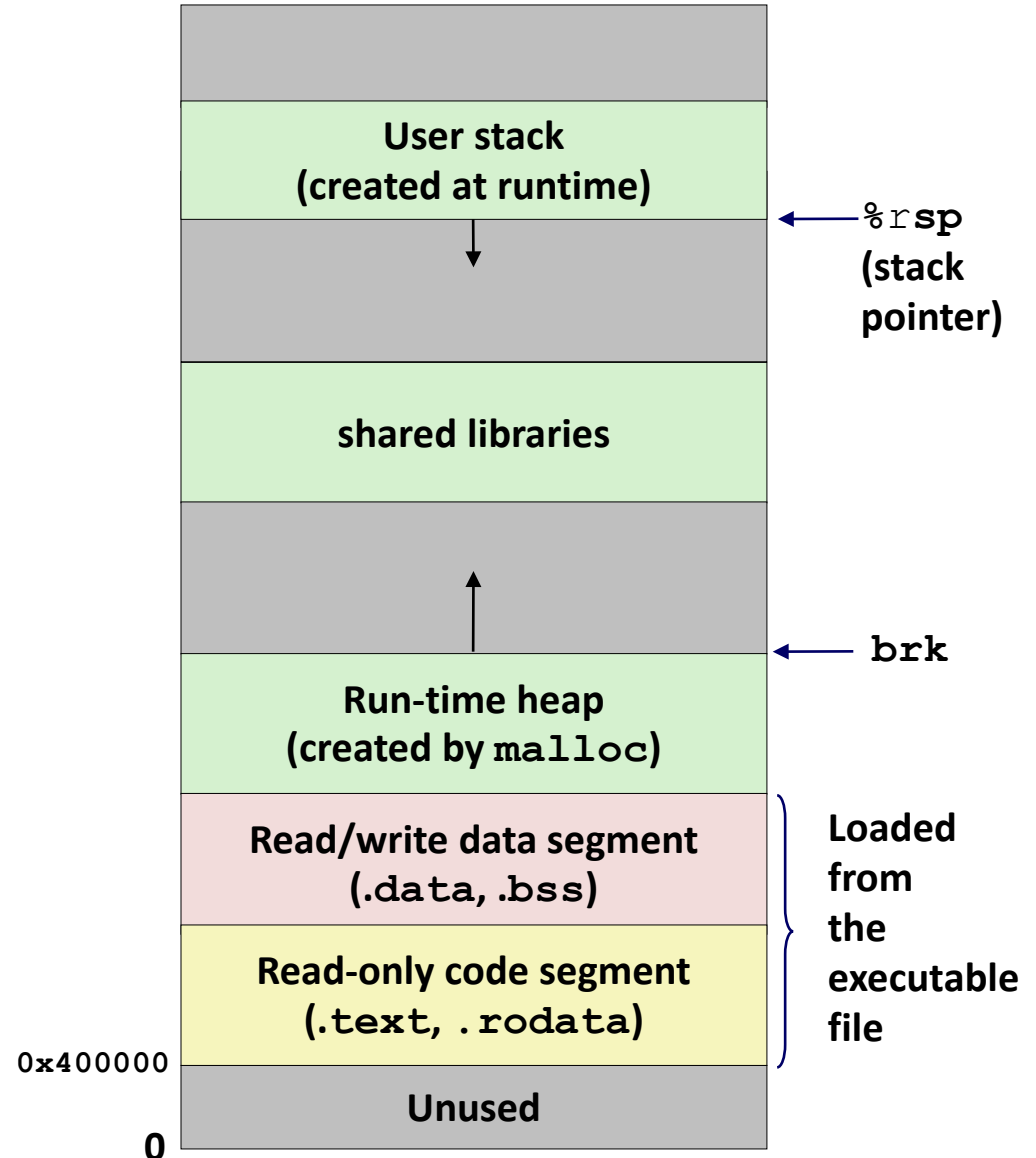 User stack
(created at runtime)
%rsp
(stack
pointer)
shared libraries
brk
Run-time heap
(created by malloc)
Read/write data segment
(.data, .bss)
Loaded
from
the
executable
file
Read-only code segment
(.text, .rodata)
0x400000
Unused
0